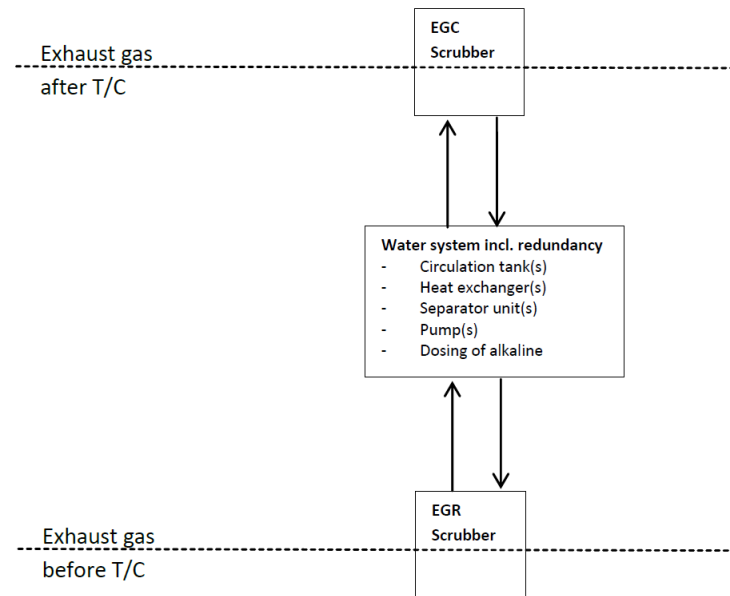 EGC
Scrubber
Exhaust gas
after T/C
Water system incl. redundancy
- Circulation tank(s)
- Heat exchanger(s)
- Separator unit(s)
- Pump(s)
- Dosing of alkaline
EGR
Scrubber
Exhaust gas
before T/C